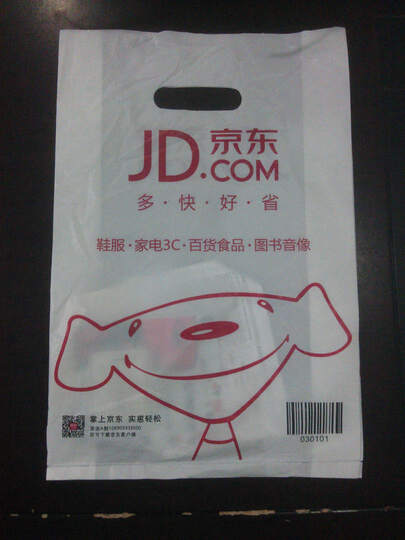 JD.京东
.COM
多·快·好·省
鞋服·家电3C·百货食品·图书音像
掌上京东 实惠轻松
030101